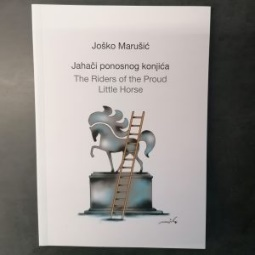 Joško Marušić
Jahači ponosnog konjića
The Riders of the Proud
Little Horse